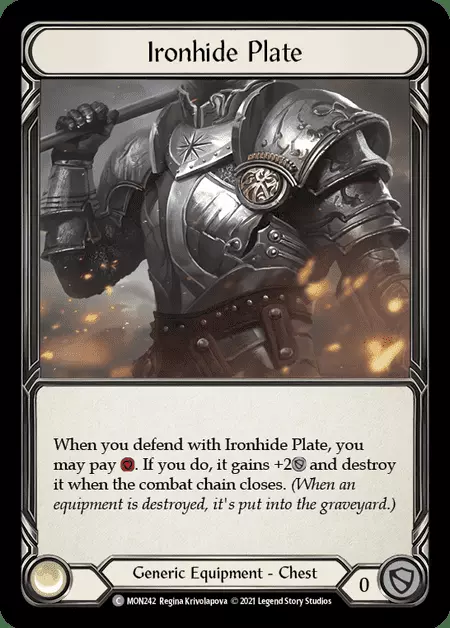 Ironhide Plate
When you defend with Ironhide Plate, you
may pay. If you do, it gains +2 and destroy
it when the combat chain closes. (When an
equipment is destroyed, it's put into the graveyard.)
Generic Equipment - Chest
0
C MON242 Regina Krivolapova © 2021 Legend Story Studios